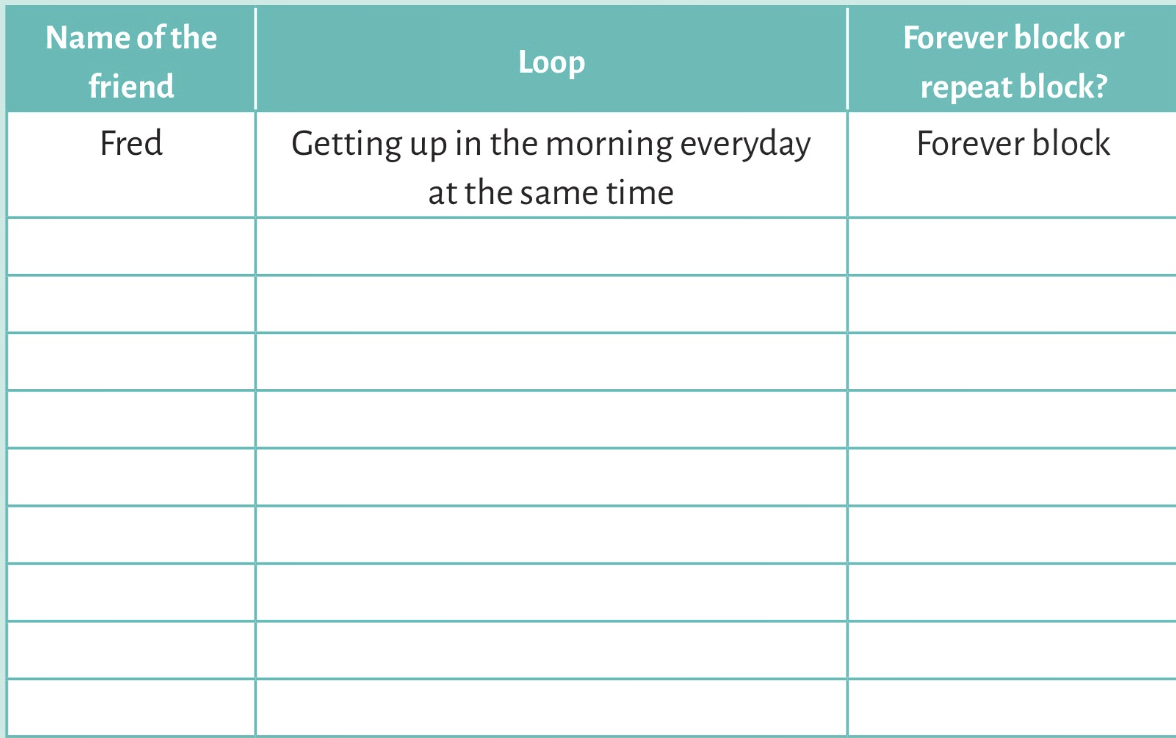 Name of the
friend
Loop
Forever block or
repeat block?
Fred
Getting up in the morning everyday
at the same time
Forever block